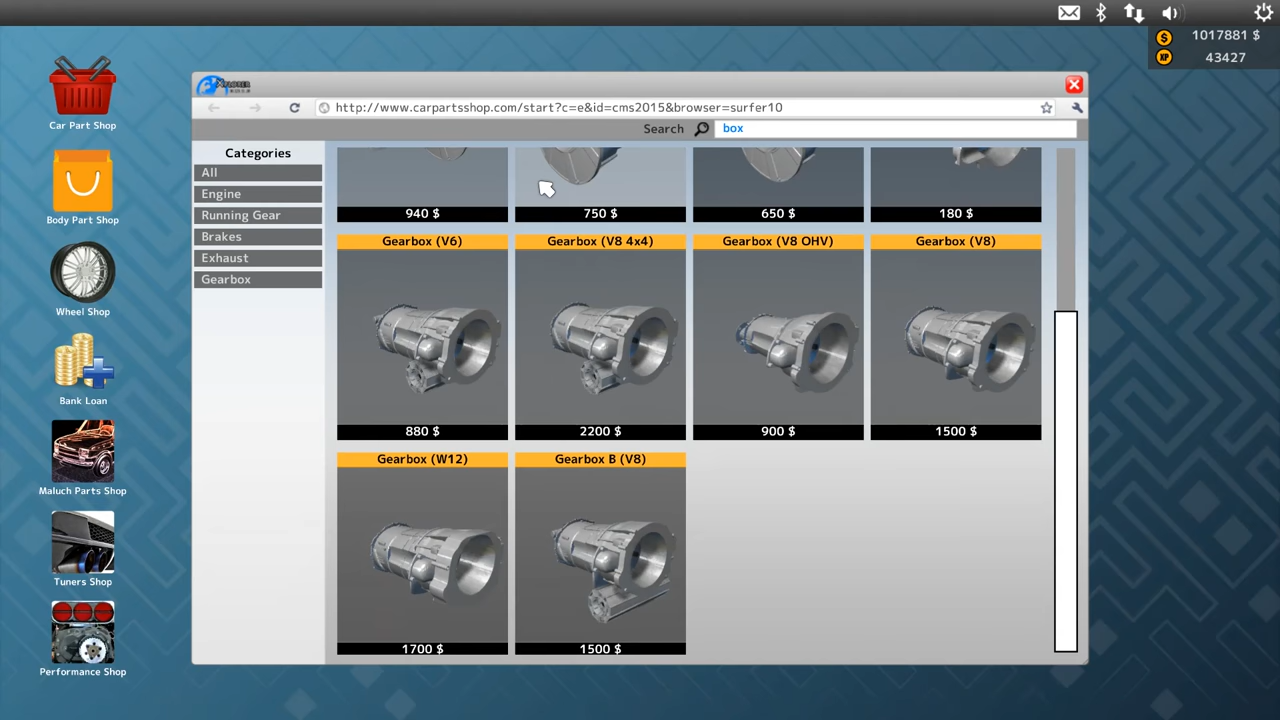 1017881 $
43427
Car Part Shop
Body Part Shop
Wheel Shop
Bank Loan
Maluch Parts Shop
Tuners Shop
Performance Shop
http://www.carpartsshop.com/start?c=e&id=cms2015&browser=surfer10
Search box
Categories
All
Engine
Running Gear
Brakes
Exhaust
Gearbox
940 $ 750 $ 650 $ 180 $
Gearbox (V6) Gearbox (V8 4x4) Gearbox (V8 OHV) Gearbox (V8)
880 $ 2200 $ 900 $ 1500 $
Gearbox (W12) Gearbox B (V8)
1700 $ 1500 $